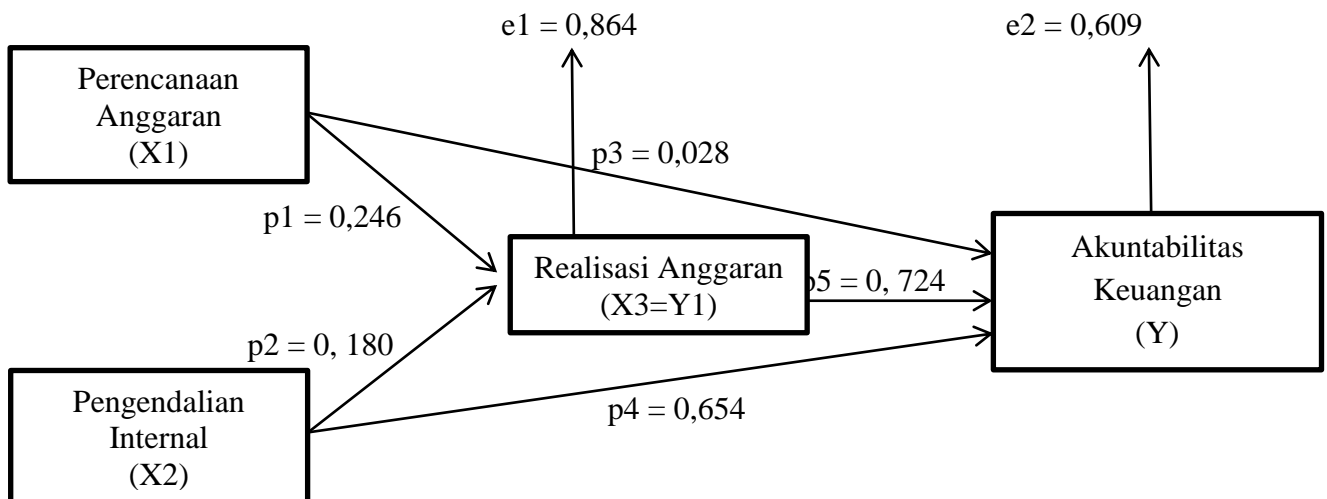 e1 = 0,864
e2 = 0,609
Perencanaan
Anggaran
(X1)
p3 = 0,028
p1 = 0,246
Realisasi Anggaran
(X3=Y1)
p5 = 0, 724
Akuntabilitas
Keuangan
(Y)
p2 = 0, 180
Pengendalian
Internal
(X2)
p4 = 0,654